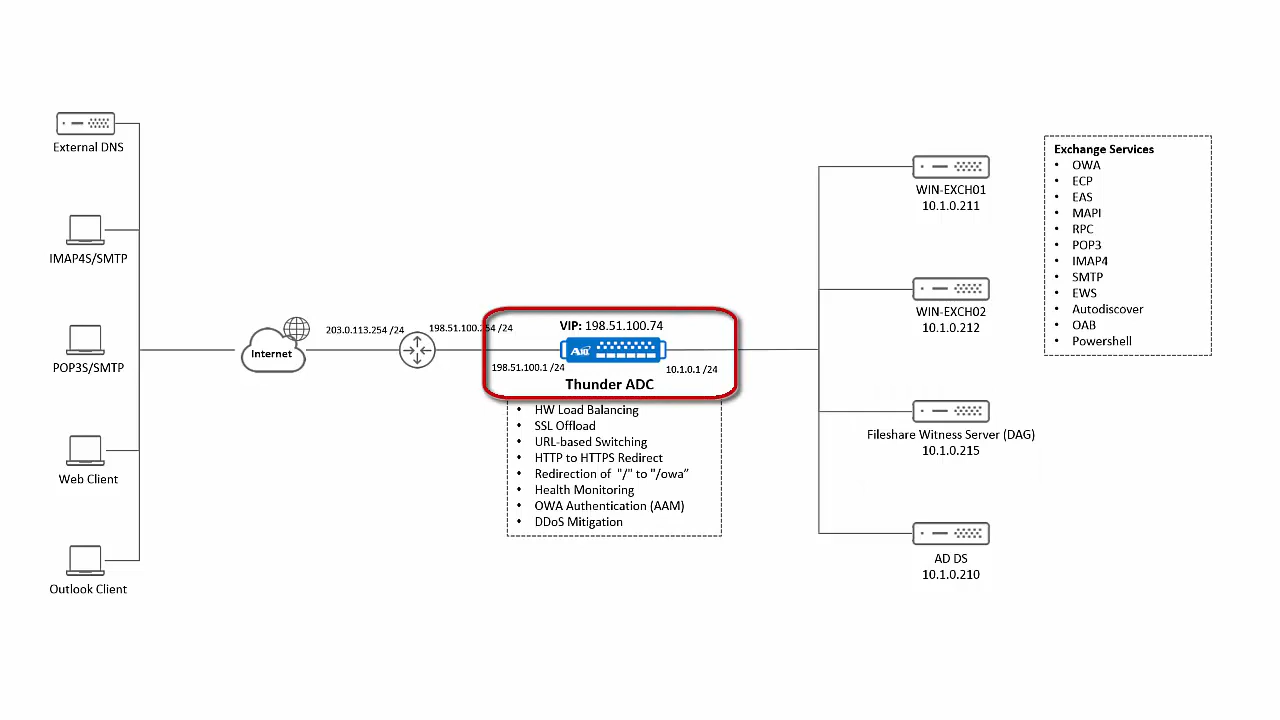 External DNS
IMAP4S/SMTP
POP3S/SMTP
Web Client
Outlook Client
Internet
203.0.113.254 /24
198.51.100.254 /24
VIP: 198.51.100.74
A10
198.51.100.1 /24
10.1.0.1 /24
Thunder ADC
• HW Load Balancing
• SSL Offload
• URL-based Switching
• HTTP to HTTPS Redirect
• Redirection of "/" to "/owa”
• Health Monitoring
• OWA Authentication (AAM)
• DDoS Mitigation
WIN-EXCH01
10.1.0.211
WIN-EXCH02
10.1.0.212
Fileshare Witness Server (DAG)
10.1.0.215
AD DS
10.1.0.210
Exchange Services
• OWA
• ECP
• EAS
• MAPI
• RPC
• POP3
• IMAP4
• SMTP
• EWS
• Autodiscover
• OAB
• Powershell